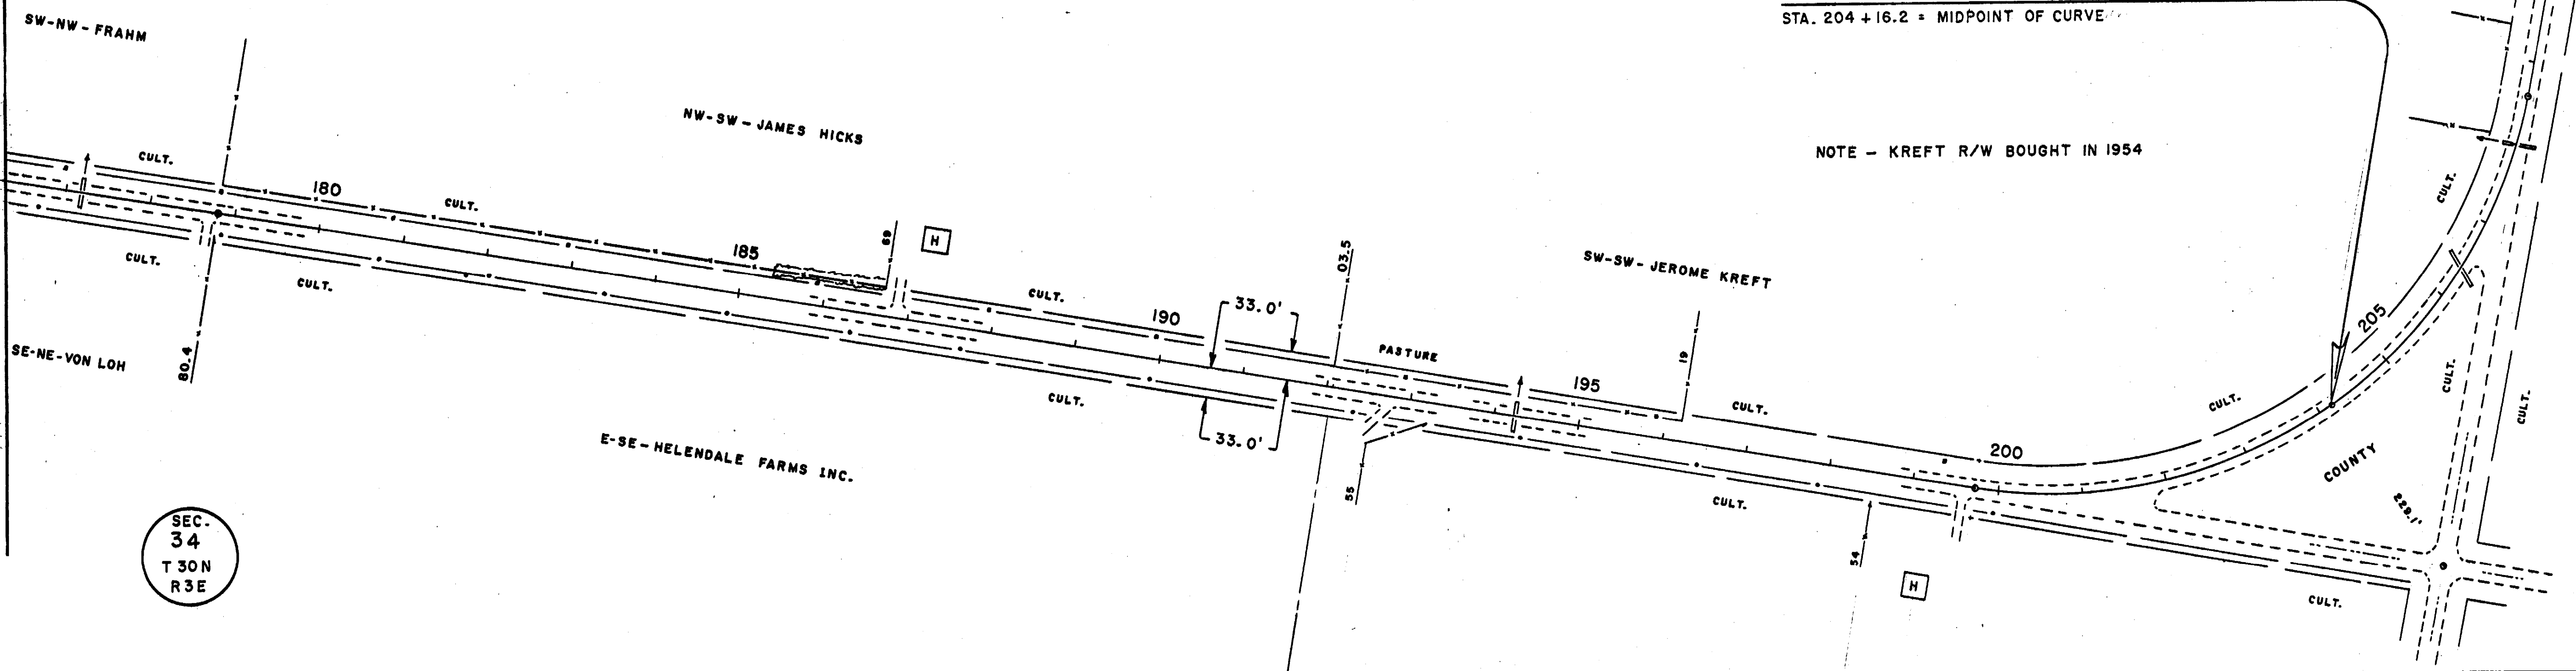 STA. 204 + 16.2 = MIDPOINT OF CURVE
SW-NW-FRAHM
NW-SW-JAMES HICKS
NOTE - KREFT R/W BOUGHT IN 1954
CULT.
CULT.
180
CULT.
185
69
H
CULT.
190
33.0'
03.5
SW-SW-JEROME KREFT
PASTURE
195
19
CULT.
CULT.
205
CULT.
CULT.
CULT.
CULT.
80.4
SE-NE-VON LOH
CULT.
E-SE-HELENDALE FARMS INC.
CULT.
33.0'
55
CULT.
54
200
COUNTY
229.1'
H
CULT.
SEC.
34
T 30 N
R 3 E